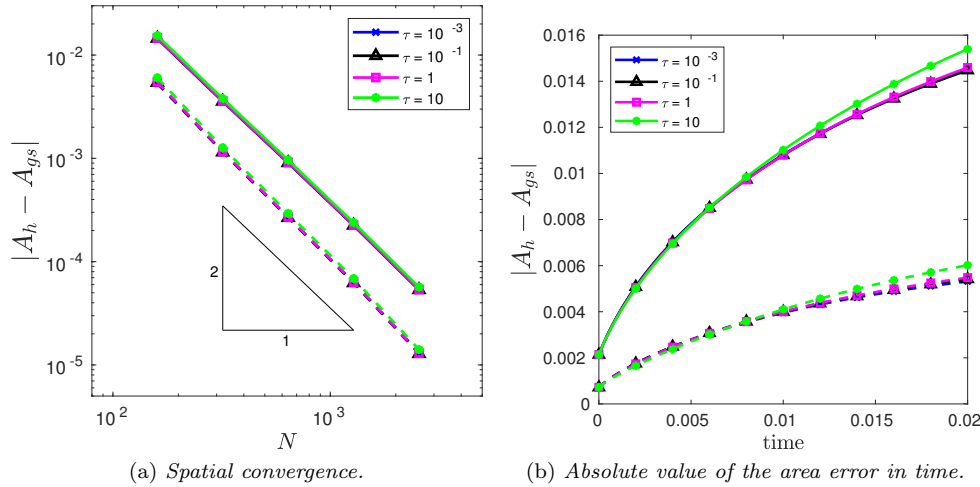 10^-2
10^-3
10^-4
10^-5
|A_h − A_gs|
τ = 10^-3
τ = 10^-1
τ = 1
τ = 10
2
1
10^2
10^3
N
(a) Spatial convergence.
0.016
0.014
0.012
0.010
0.008
0.006
0.004
0.002
0
|A_h − A_gs|
τ = 10^-3
τ = 10^-1
τ = 1
τ = 10
0 0.005 0.010 0.015 0.02
time
(b) Absolute value of the area error in time.